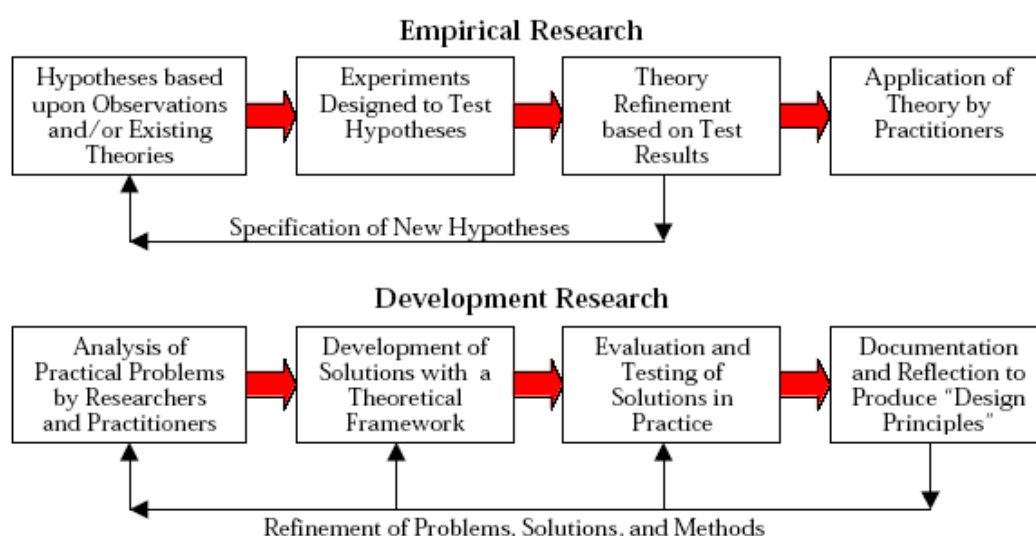 Empirical Research
Hypotheses based
upon Observations
and/or Existing
Theories
Experiments
Designed to Test
Hypotheses
Theory
Refinement
based on Test
Results
Application of
Theory by
Practitioners
Specification of New Hypotheses
Development Research
Analysis of
Practical Problems
by Researchers
and Practitioners
Development of
Solutions with a
Theoretical
Framework
Evaluation and
Testing of
Solutions in
Practice
Documentation
and Reflection to
Produce “Design
Principles”
Refinement of Problems, Solutions, and Methods